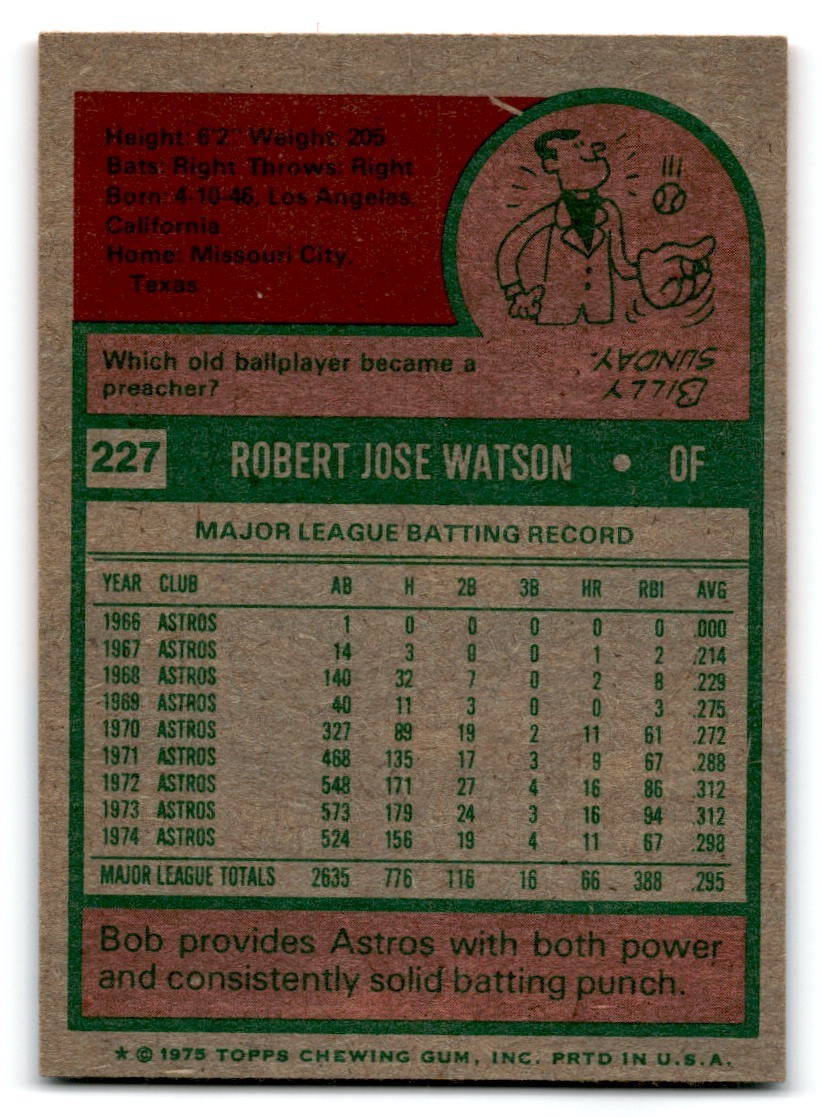 Height: 6'2" Weight: 205
Bats: Right Throws: Right
Born: 4-10-46, Los Angeles,
California
Home: Missouri City,
Texas
Which old ballplayer became a
preacher?
BILLY
SUNDAY.
227 ROBERT JOSE WATSON • OF
MAJOR LEAGUE BATTING RECORD
YEAR CLUB AB H 2B 3B HR RBI AVG
1966 ASTROS 1 0 0 0 0 0 .000
1967 ASTROS 14 3 0 0 1 2 .214
1968 ASTROS 140 32 7 0 2 8 .229
1969 ASTROS 40 11 3 0 0 3 .275
1970 ASTROS 327 89 19 2 11 61 .272
1971 ASTROS 468 135 17 3 9 67 .288
1972 ASTROS 548 171 27 4 16 86 .312
1973 ASTROS 573 179 24 3 16 94 .312
1974 ASTROS 524 156 19 4 11 67 .298
MAJOR LEAGUE TOTALS 2635 776 116 16 66 388 .295
Bob provides Astros with both power
and consistently solid batting punch.
* © 1975 TOPPS CHEWING GUM, INC. PRTD IN U.S.A.